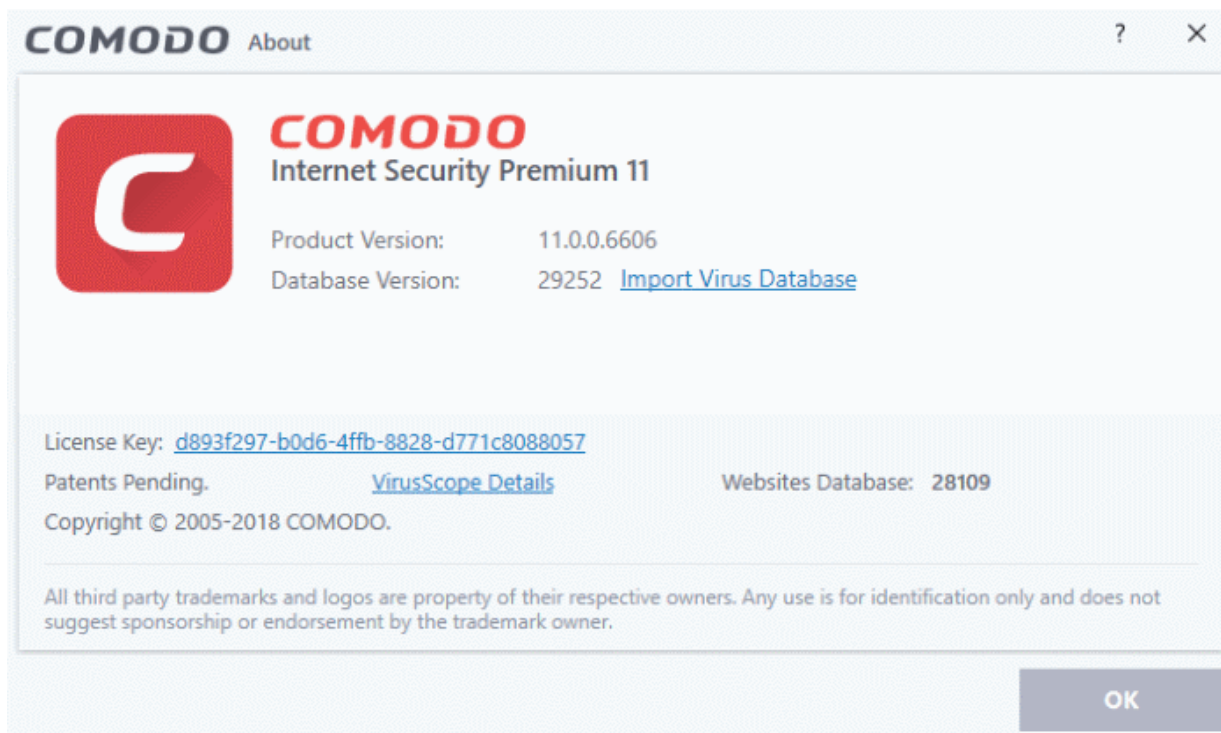 COMODO About ?
COMODO
Internet Security Premium 11
Product Version: 11.0.0.6606
Database Version: 29252 Import Virus Database
License Key: d893f297-b0d6-4ffb-8828-d771c8088057
Patents Pending. VirusScope Details Websites Database: 28109
Copyright © 2005-2018 COMODO.
All third party trademarks and logos are property of their respective owners. Any use is for identification only and does not
suggest sponsorship or endorsement by the trademark owner.
OK